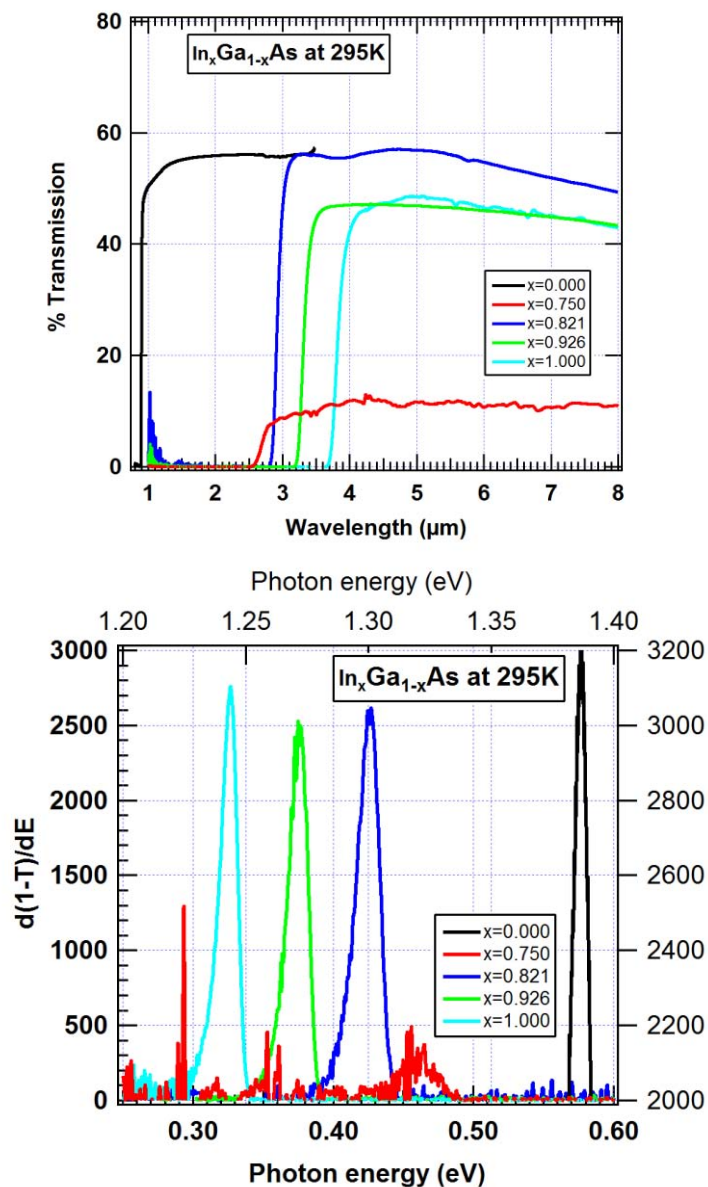 80
60
40
20
0
% Transmission
InₓGa₁₋ₓAs at 295K
x=0.000
x=0.750
x=0.821
x=0.926
x=1.000
1 2 3 4 5 6 7 8
Wavelength (µm)
Photon energy (eV)
1.20 1.25 1.30 1.35 1.40
3000
2500
2000
1500
1000
500
0
d(1-T)/dE
InₓGa₁₋ₓAs at 295K
x=0.000
x=0.750
x=0.821
x=0.926
x=1.000
3200
3000
2800
2600
2400
2200
2000
0.30 0.40 0.50 0.60
Photon energy (eV)